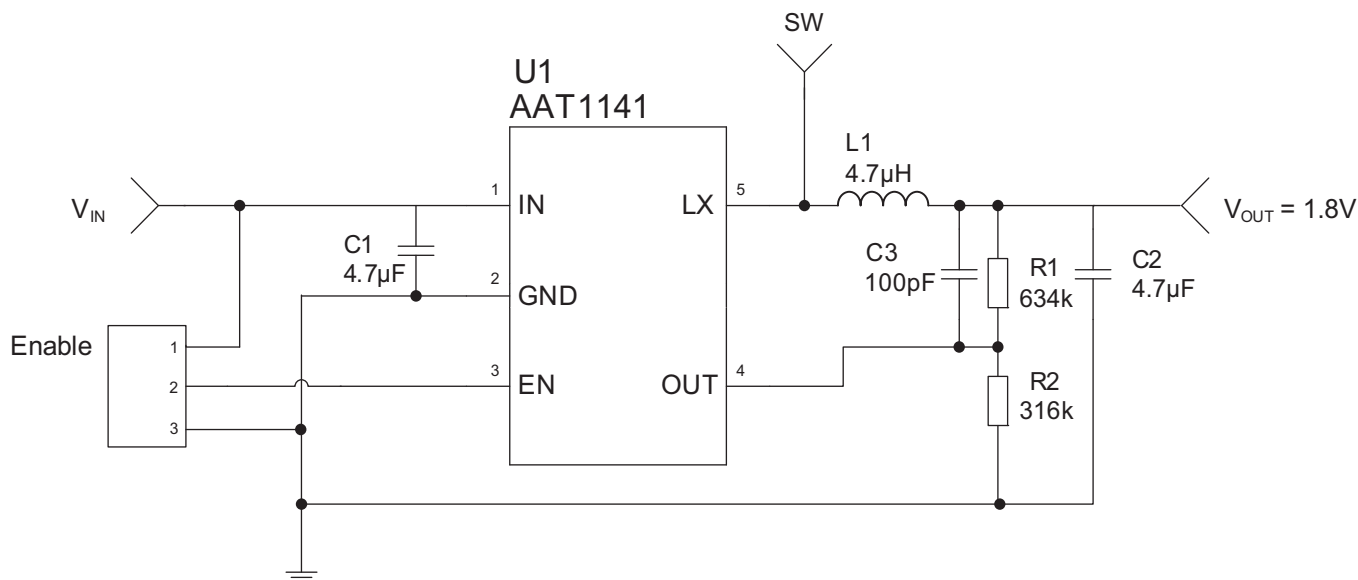 SW
U1
AAT1141
L1
4.7µH
V_IN
1
IN
LX
5
V_OUT = 1.8V
C1
4.7µF
C3
100pF
R1
634k
C2
4.7µF
2
GND
Enable
1
2
3
3
EN
OUT
4
R2
316k